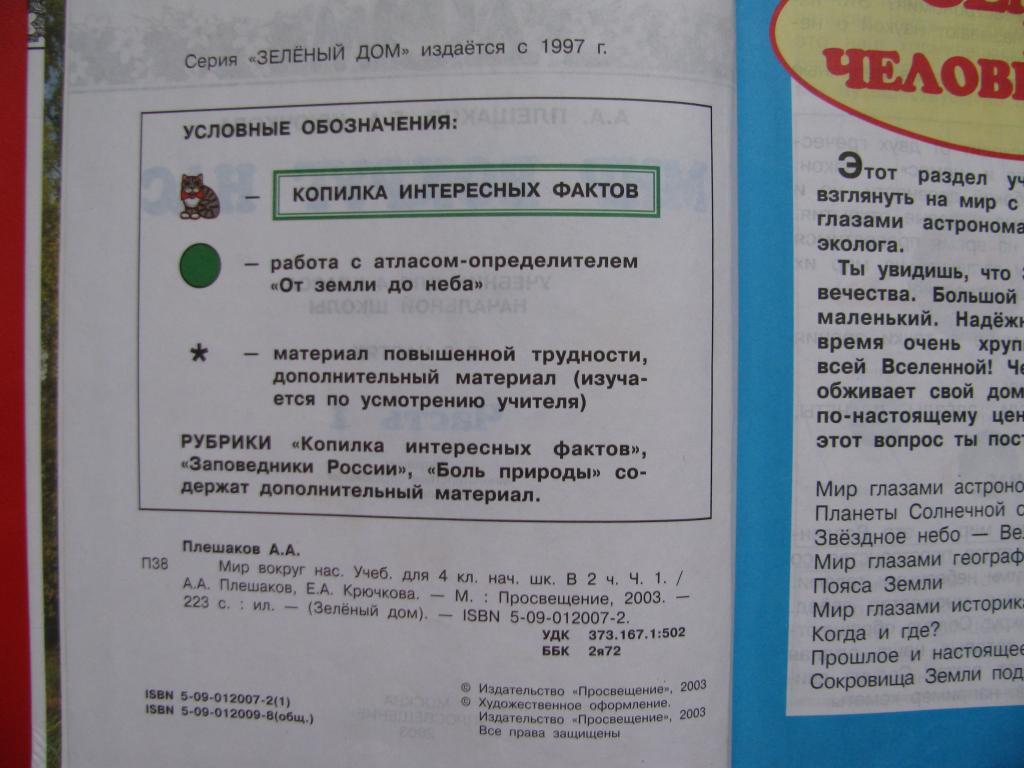 Серия «ЗЕЛЁНЫЙ ДОМ» издаётся с 1997 г.
УСЛОВНЫЕ ОБОЗНАЧЕНИЯ:
— КОПИЛКА ИНТЕРЕСНЫХ ФАКТОВ
— работа с атласом-определителем
«От земли до неба»
* — материал повышенной трудности,
дополнительный материал (изуча-
ется по усмотрению учителя)
РУБРИКИ «Копилка интересных фактов»,
«Заповедники России», «Боль природы» со-
держат дополнительный материал.
Плешаков А.А.
П38 Мир вокруг нас. Учеб. для 4 кл. нач. шк. В 2 ч. Ч. 1. /
А.А. Плешаков, Е.А. Крючкова. — М. : Просвещение, 2003. —
223 с. : ил. — (Зелёный дом). — ISBN 5-09-012007-2.
УДК 373.167.1:502
ББК 2я72
ISBN 5-09-012007-2(1)
ISBN 5-09-012009-8(общ.)
© Издательство «Просвещение», 2003
© Художественное оформление.
Издательство «Просвещение», 2003
Все права защищены
ЧЕЛОВ
Этот раздел уч
взглянуть на мир с
глазами астронома
эколога.
Ты увидишь, что
вечества. Большой
маленький. Надёжн
время очень хруп
всей Вселенной! Че
обживает свой дом
по-настоящему цен
этот вопрос ты пост
Мир глазами астроно
Планеты Солнечной с
Звёздное небо — Вел
Мир глазами географ
Пояса Земли
Мир глазами историка
Когда и где?
Прошлое и настоящее
Сокровища Земли под